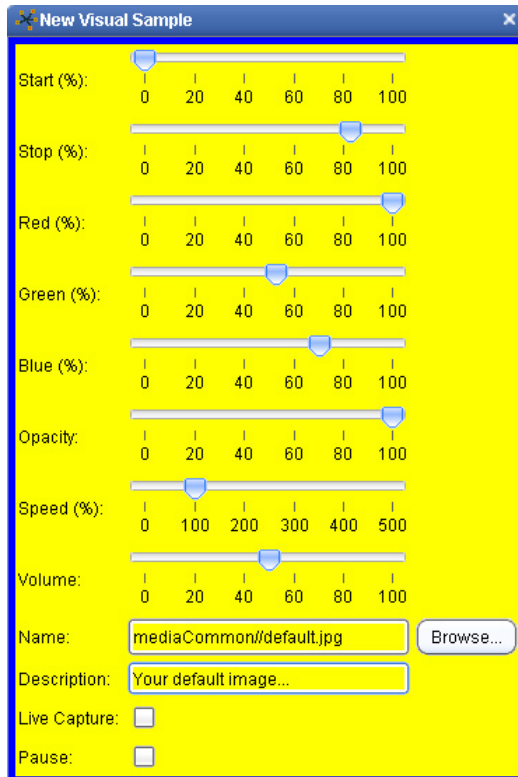 New Visual Sample
Start (%):
0 20 40 60 80 100
Stop (%):
0 20 40 60 80 100
Red (%):
0 20 40 60 80 100
Green (%):
0 20 40 60 80 100
Blue (%):
0 20 40 60 80 100
Opacity:
0 20 40 60 80 100
Speed (%):
0 100 200 300 400 500
Volume:
0 20 40 60 80 100
Name: mediaCommon//default.jpg Browse...
Description: Your default image...
Live Capture:
Pause: